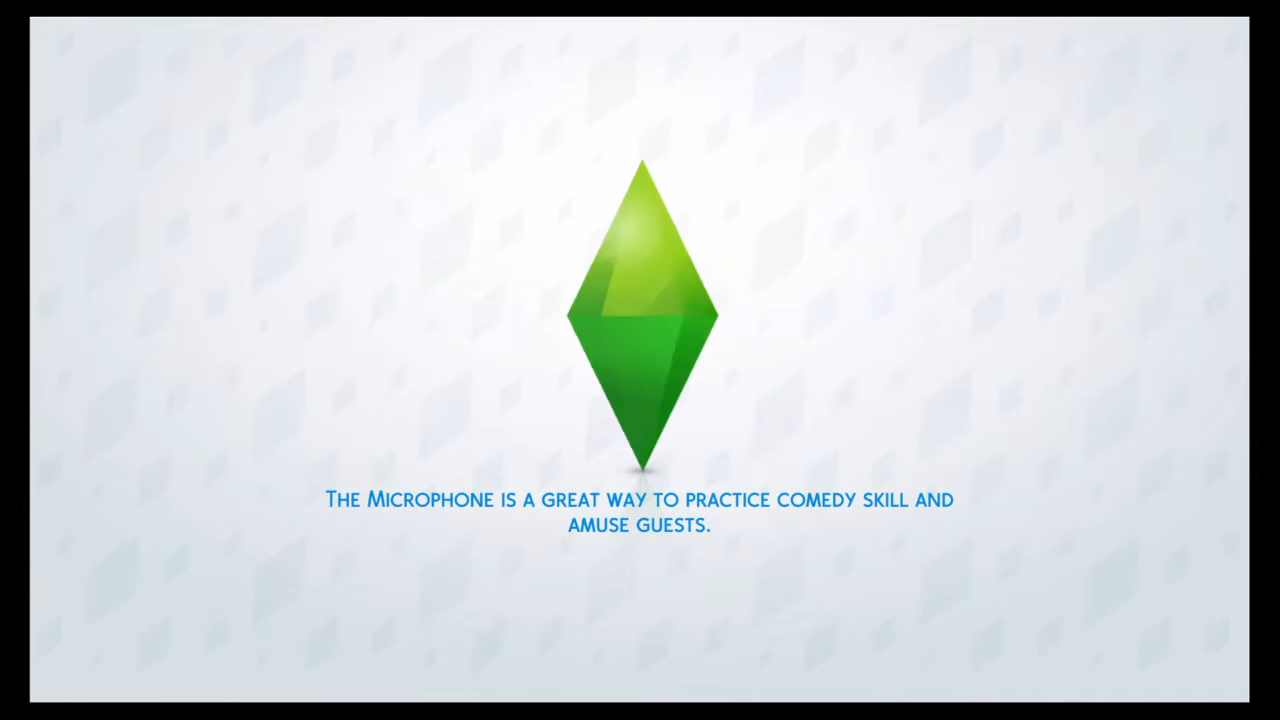 The Microphone is a great way to practice comedy skill and
amuse guests.